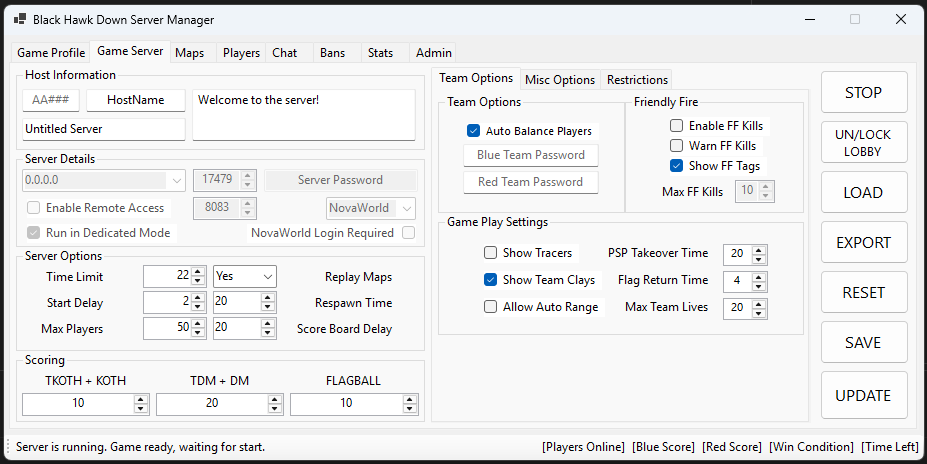 Black Hawk Down Server Manager
Game Profile Game Server Maps Players Chat Bans Stats Admin
Host Information
AA### HostName Welcome to the server!
Untitled Server
Server Details
0.0.0.0 17479 Server Password
Enable Remote Access 8083 NovaWorld
Run in Dedicated Mode NovaWorld Login Required
Server Options
Time Limit 22 Yes Replay Maps
Start Delay 2 20 Respawn Time
Max Players 50 20 Score Board Delay
Scoring
TKOTH + KOTH TDM + DM FLAGBALL
10 20 10
Team Options Misc Options Restrictions
Team Options
Auto Balance Players
Blue Team Password
Red Team Password
Friendly Fire
Enable FF Kills
Warn FF Kills
Show FF Tags
Max FF Kills 10
Game Play Settings
Show Tracers PSP Takeover Time 20
Show Team Clays Flag Return Time 4
Allow Auto Range Max Team Lives 20
STOP
UN/LOCK
LOBBY
LOAD
EXPORT
RESET
SAVE
UPDATE
Server is running. Game ready, waiting for start. [Players Online] [Blue Score] [Red Score] [Win Condition] [Time Left]